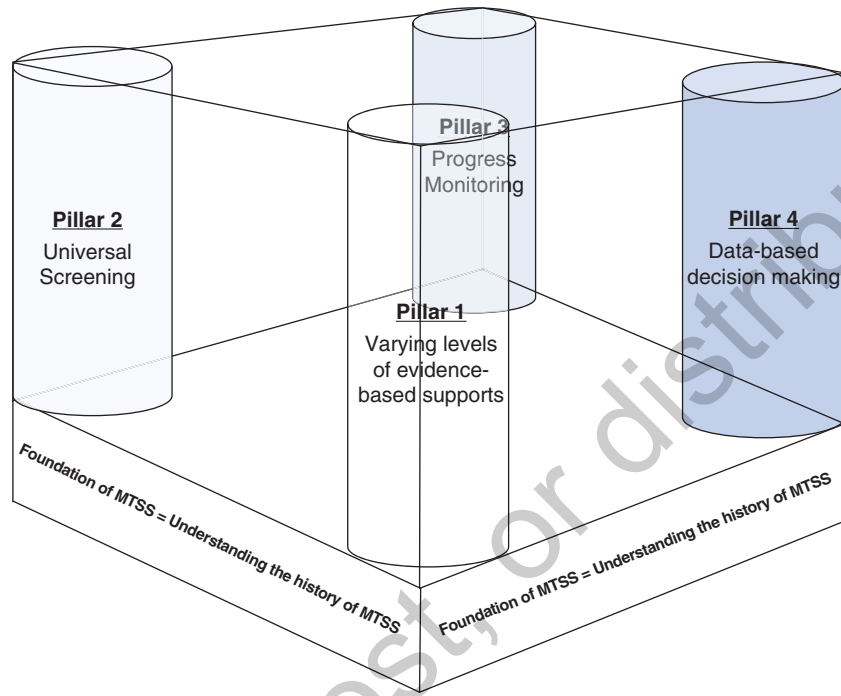 Pillar 3
Progress
Monitoring
Pillar 2
Universal
Screening
Pillar 4
Data-based
decision making
Pillar 1
Varying levels
of evidence-
based supports
Foundation of MTSS = Understanding the history of MTSS
Foundation of MTSS = Understanding the history of MTSS
or